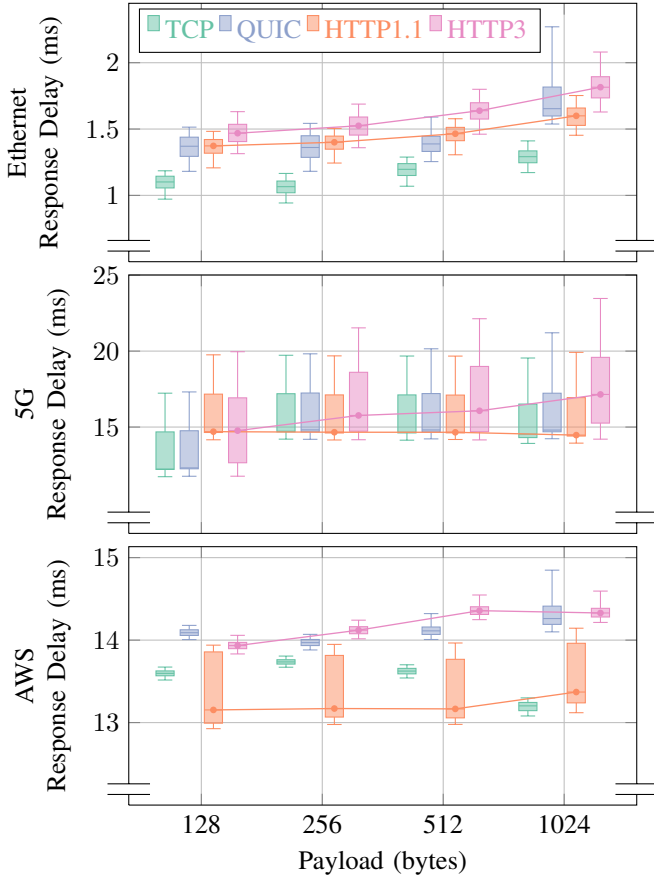 TCP QUIC HTTP1.1 HTTP3
Ethernet
Response Delay (ms)
2
1.5
1
5G
Response Delay (ms)
25
20
15
AWS
Response Delay (ms)
15
14
13
128 256 512 1024
Payload (bytes)